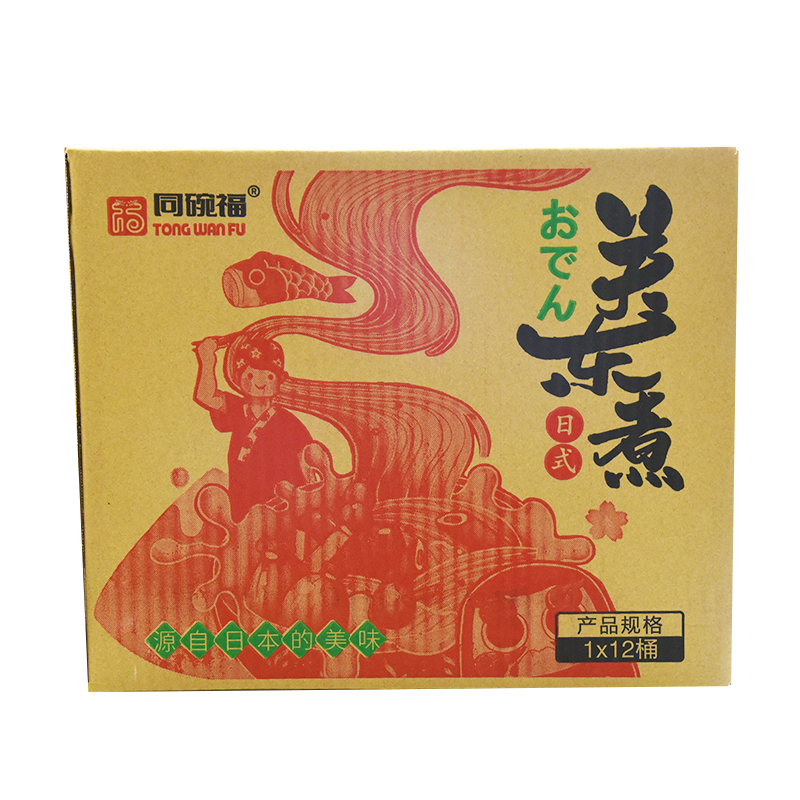 同碗福®
TONG WAN FU
おでん
关东煮
日式
源自日本的美味
产品规格
1x12桶